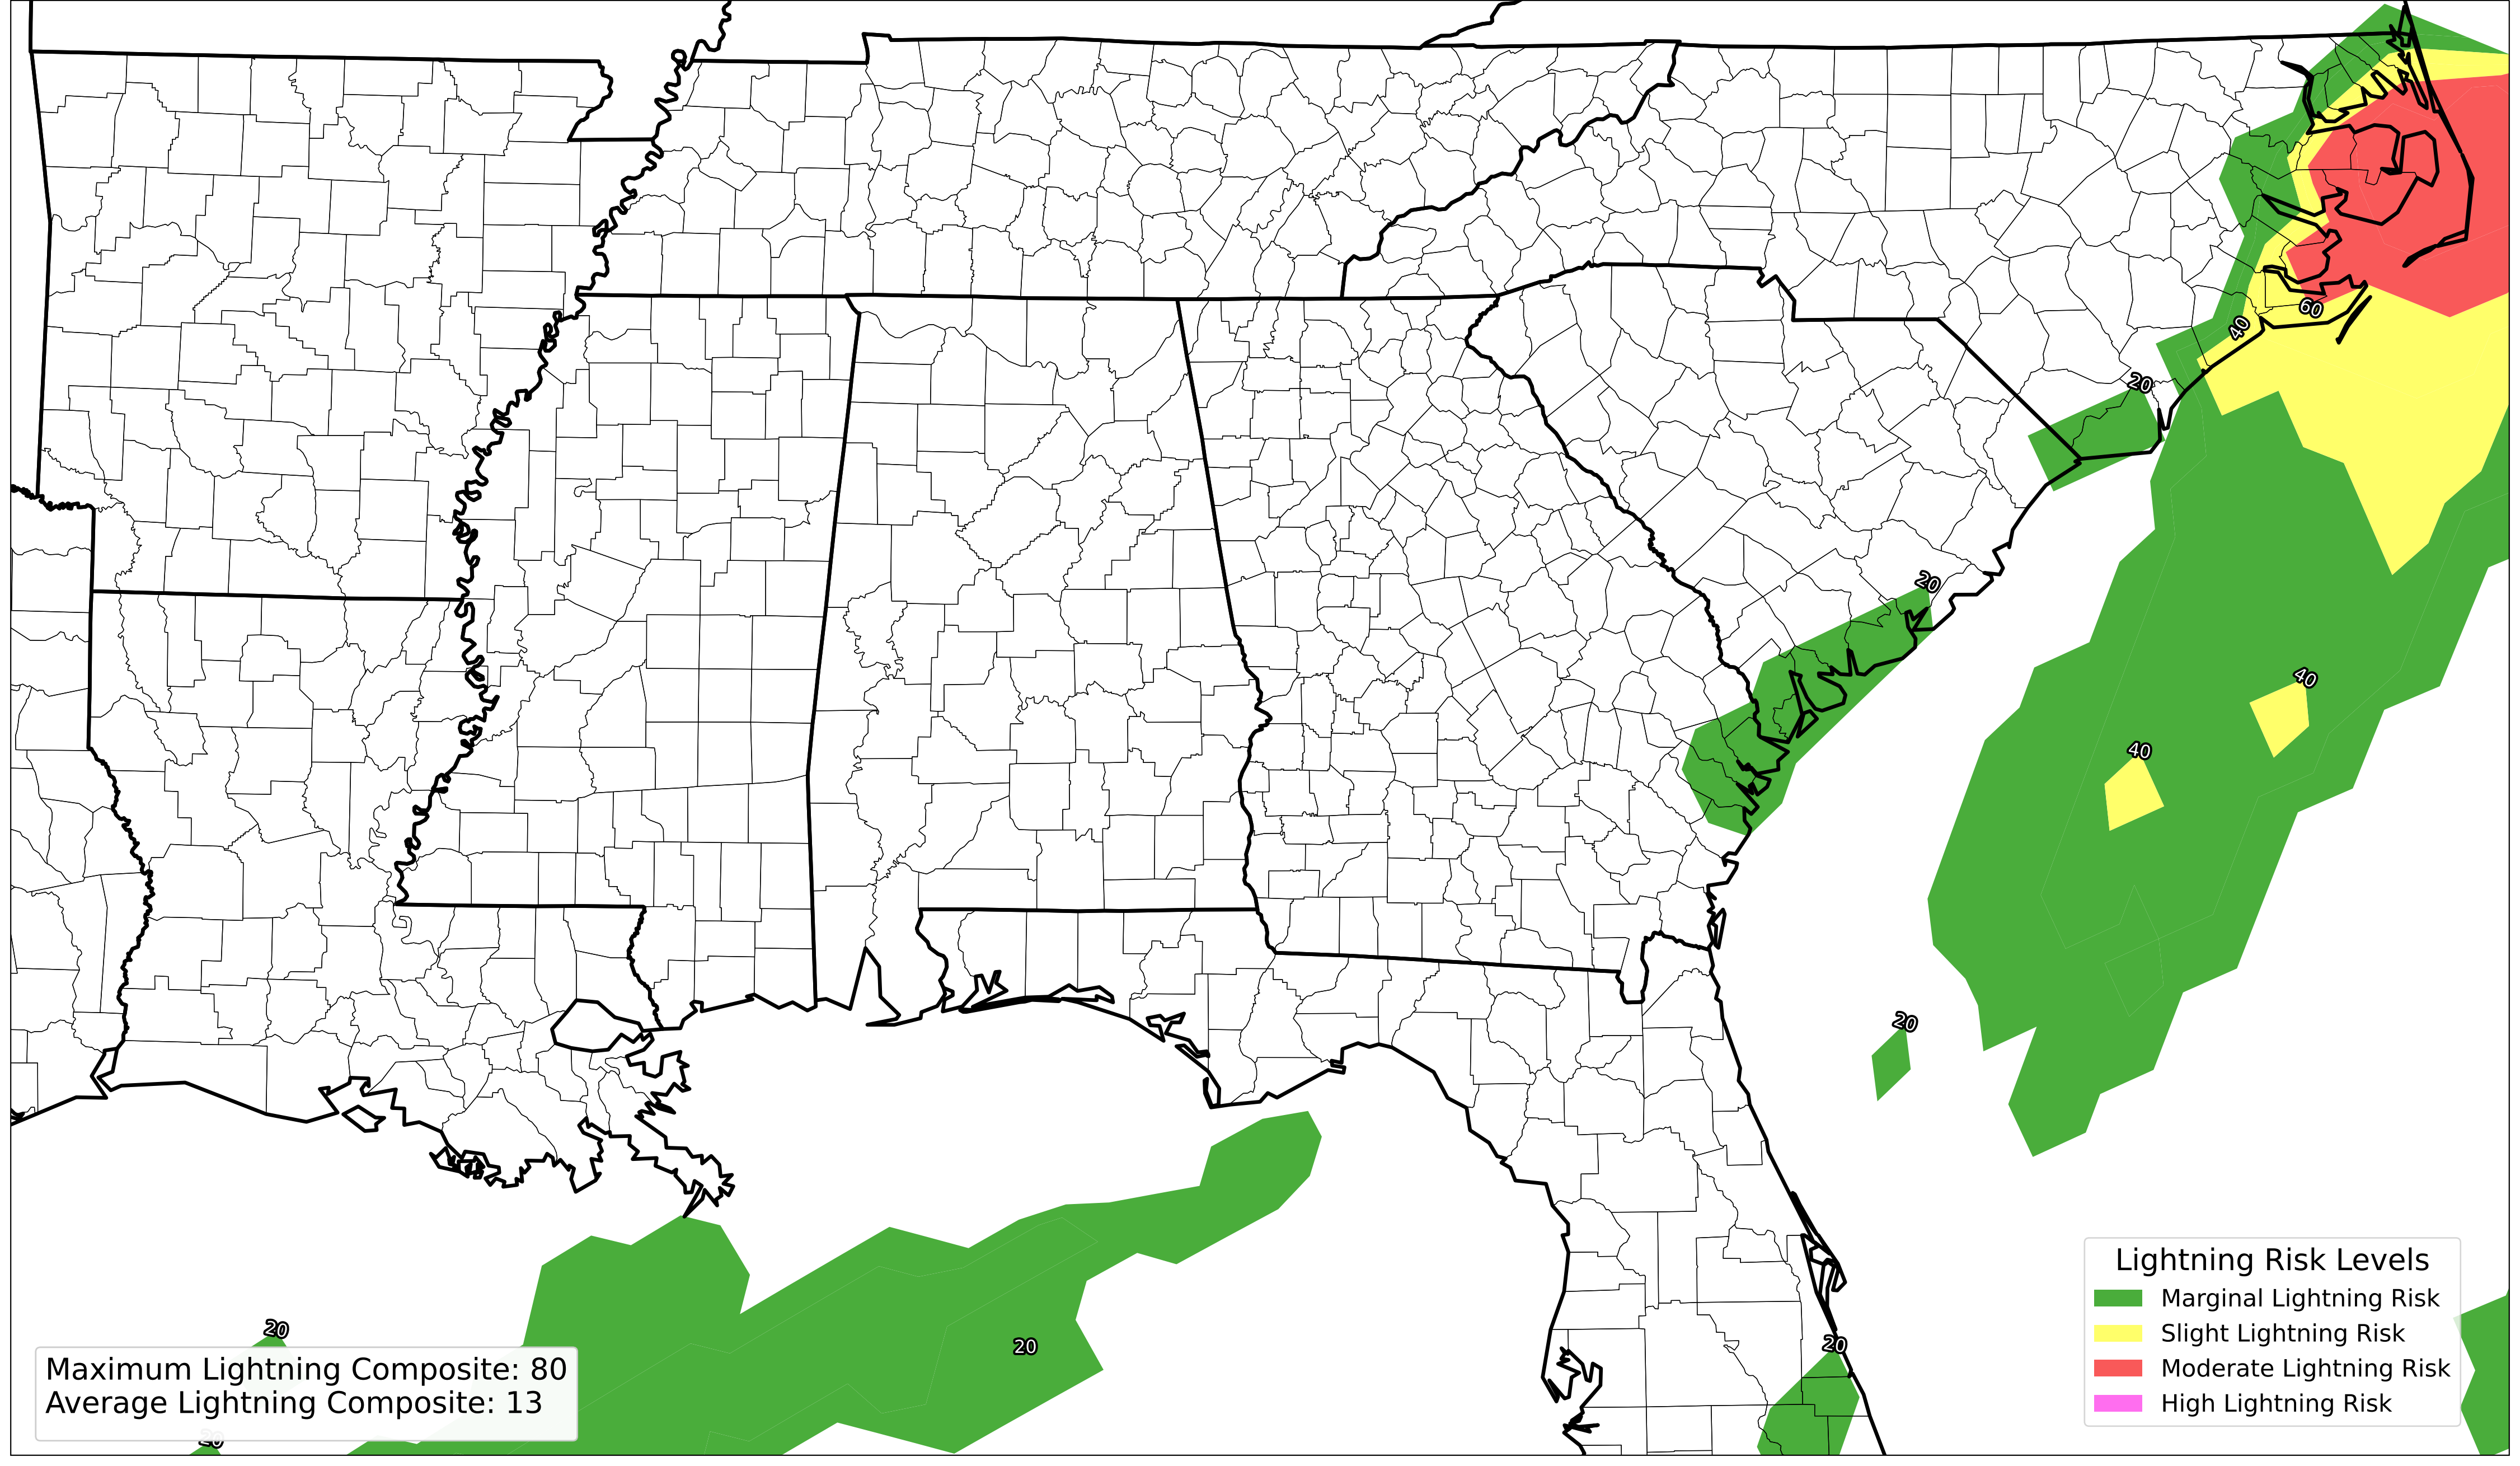 20
60
40
20
20
40
40
20
20
20
20
20
Maximum Lightning Composite: 80
Average Lightning Composite: 13
Lightning Risk Levels
Marginal Lightning Risk
Slight Lightning Risk
Moderate Lightning Risk
High Lightning Risk